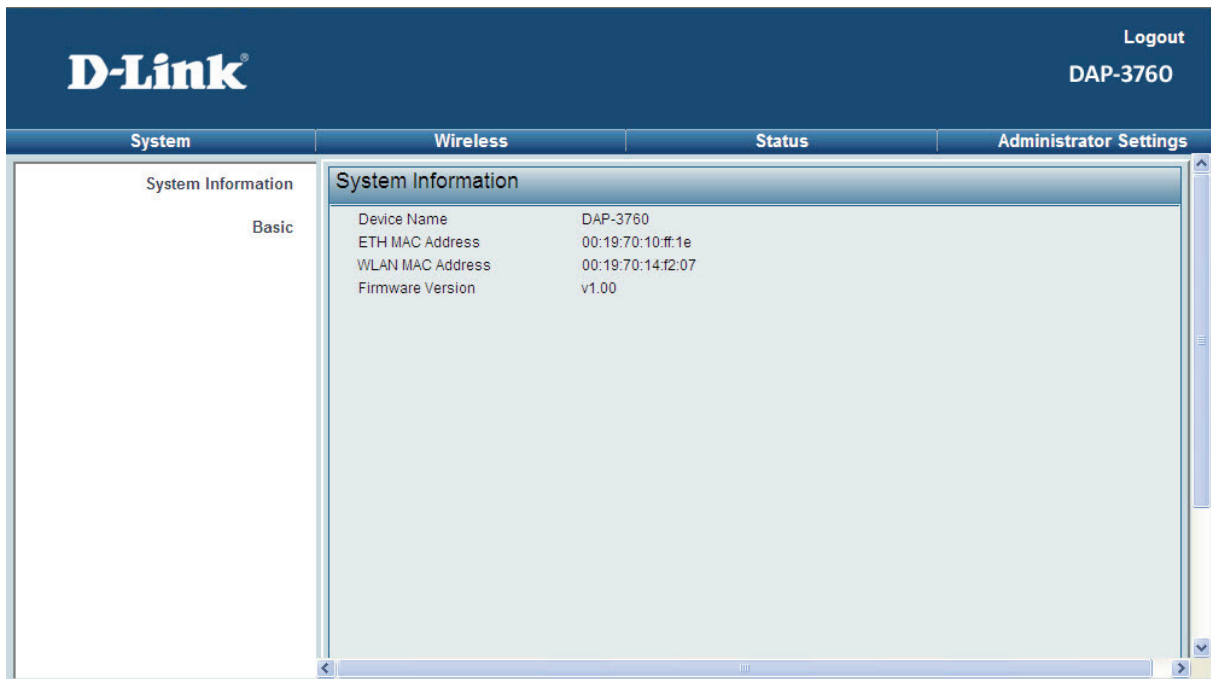 Logout
D-Link®
DAP-3760
System Wireless Status Administrator Settings
System Information
Basic
System Information
Device Name DAP-3760
ETH MAC Address 00:19:70:10:ff:1e
WLAN MAC Address 00:19:70:14:f2:07
Firmware Version v1.00